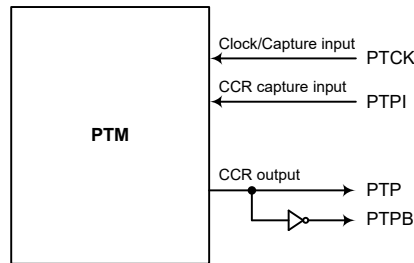 Clock/Capture input
PTCK
CCR capture input
PTPI
PTM
CCR output
PTP
PTPB